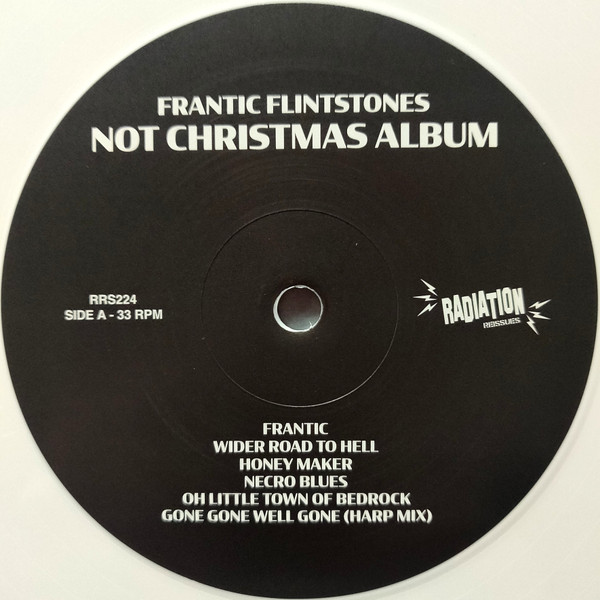 FRANTIC FLINTSTONES
NOT CHRISTMAS ALBUM
RRS224
SIDE A - 33 RPM
RADIATION
REISSUES
FRANTIC
WIDER ROAD TO HELL
HONEY MAKER
NECRO BLUES
OH LITTLE TOWN OF BEDROCK
GONE GONE WELL GONE (HARP MIX)